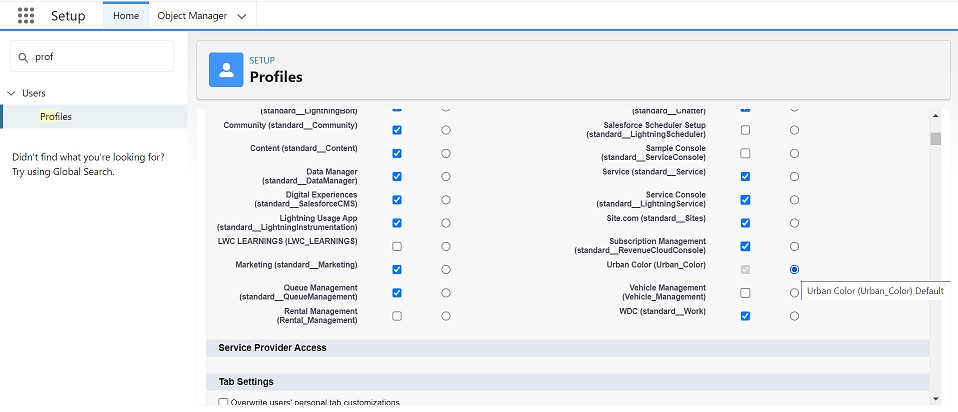 Setup
Home
Object Manager
prof
Users
Profiles
Didn't find what you're looking for?
Try using Global Search.
SETUP
Profiles
(standard__LightningBolt)
(standard__Chatter)
Community (standard__Community)
Salesforce Scheduler Setup
(standard__LightningScheduler)
Content (standard__Content)
Sample Console
(standard__ServiceConsole)
Data Manager
(standard__DataManager)
Service (standard__Service)
Digital Experiences
(standard__SalesforceCMS)
Service Console
(standard__LightningService)
Lightning Usage App
(standard__LightningInstrumentation)
Site.com (standard__Sites)
LWC LEARNINGS (LWC_LEARNINGS)
Subscription Management
(standard__RevenueCloudConsole)
Marketing (standard__Marketing)
Urban Color (Urban_Color)
Urban Color (Urban_Color) Default
Queue Management
(standard__QueueManagement)
Vehicle Management
(Vehicle_Management)
Rental Management
(Rental_Management)
WDC (standard__Work)
Service Provider Access
Tab Settings
Overwrite users' personal tab customizations